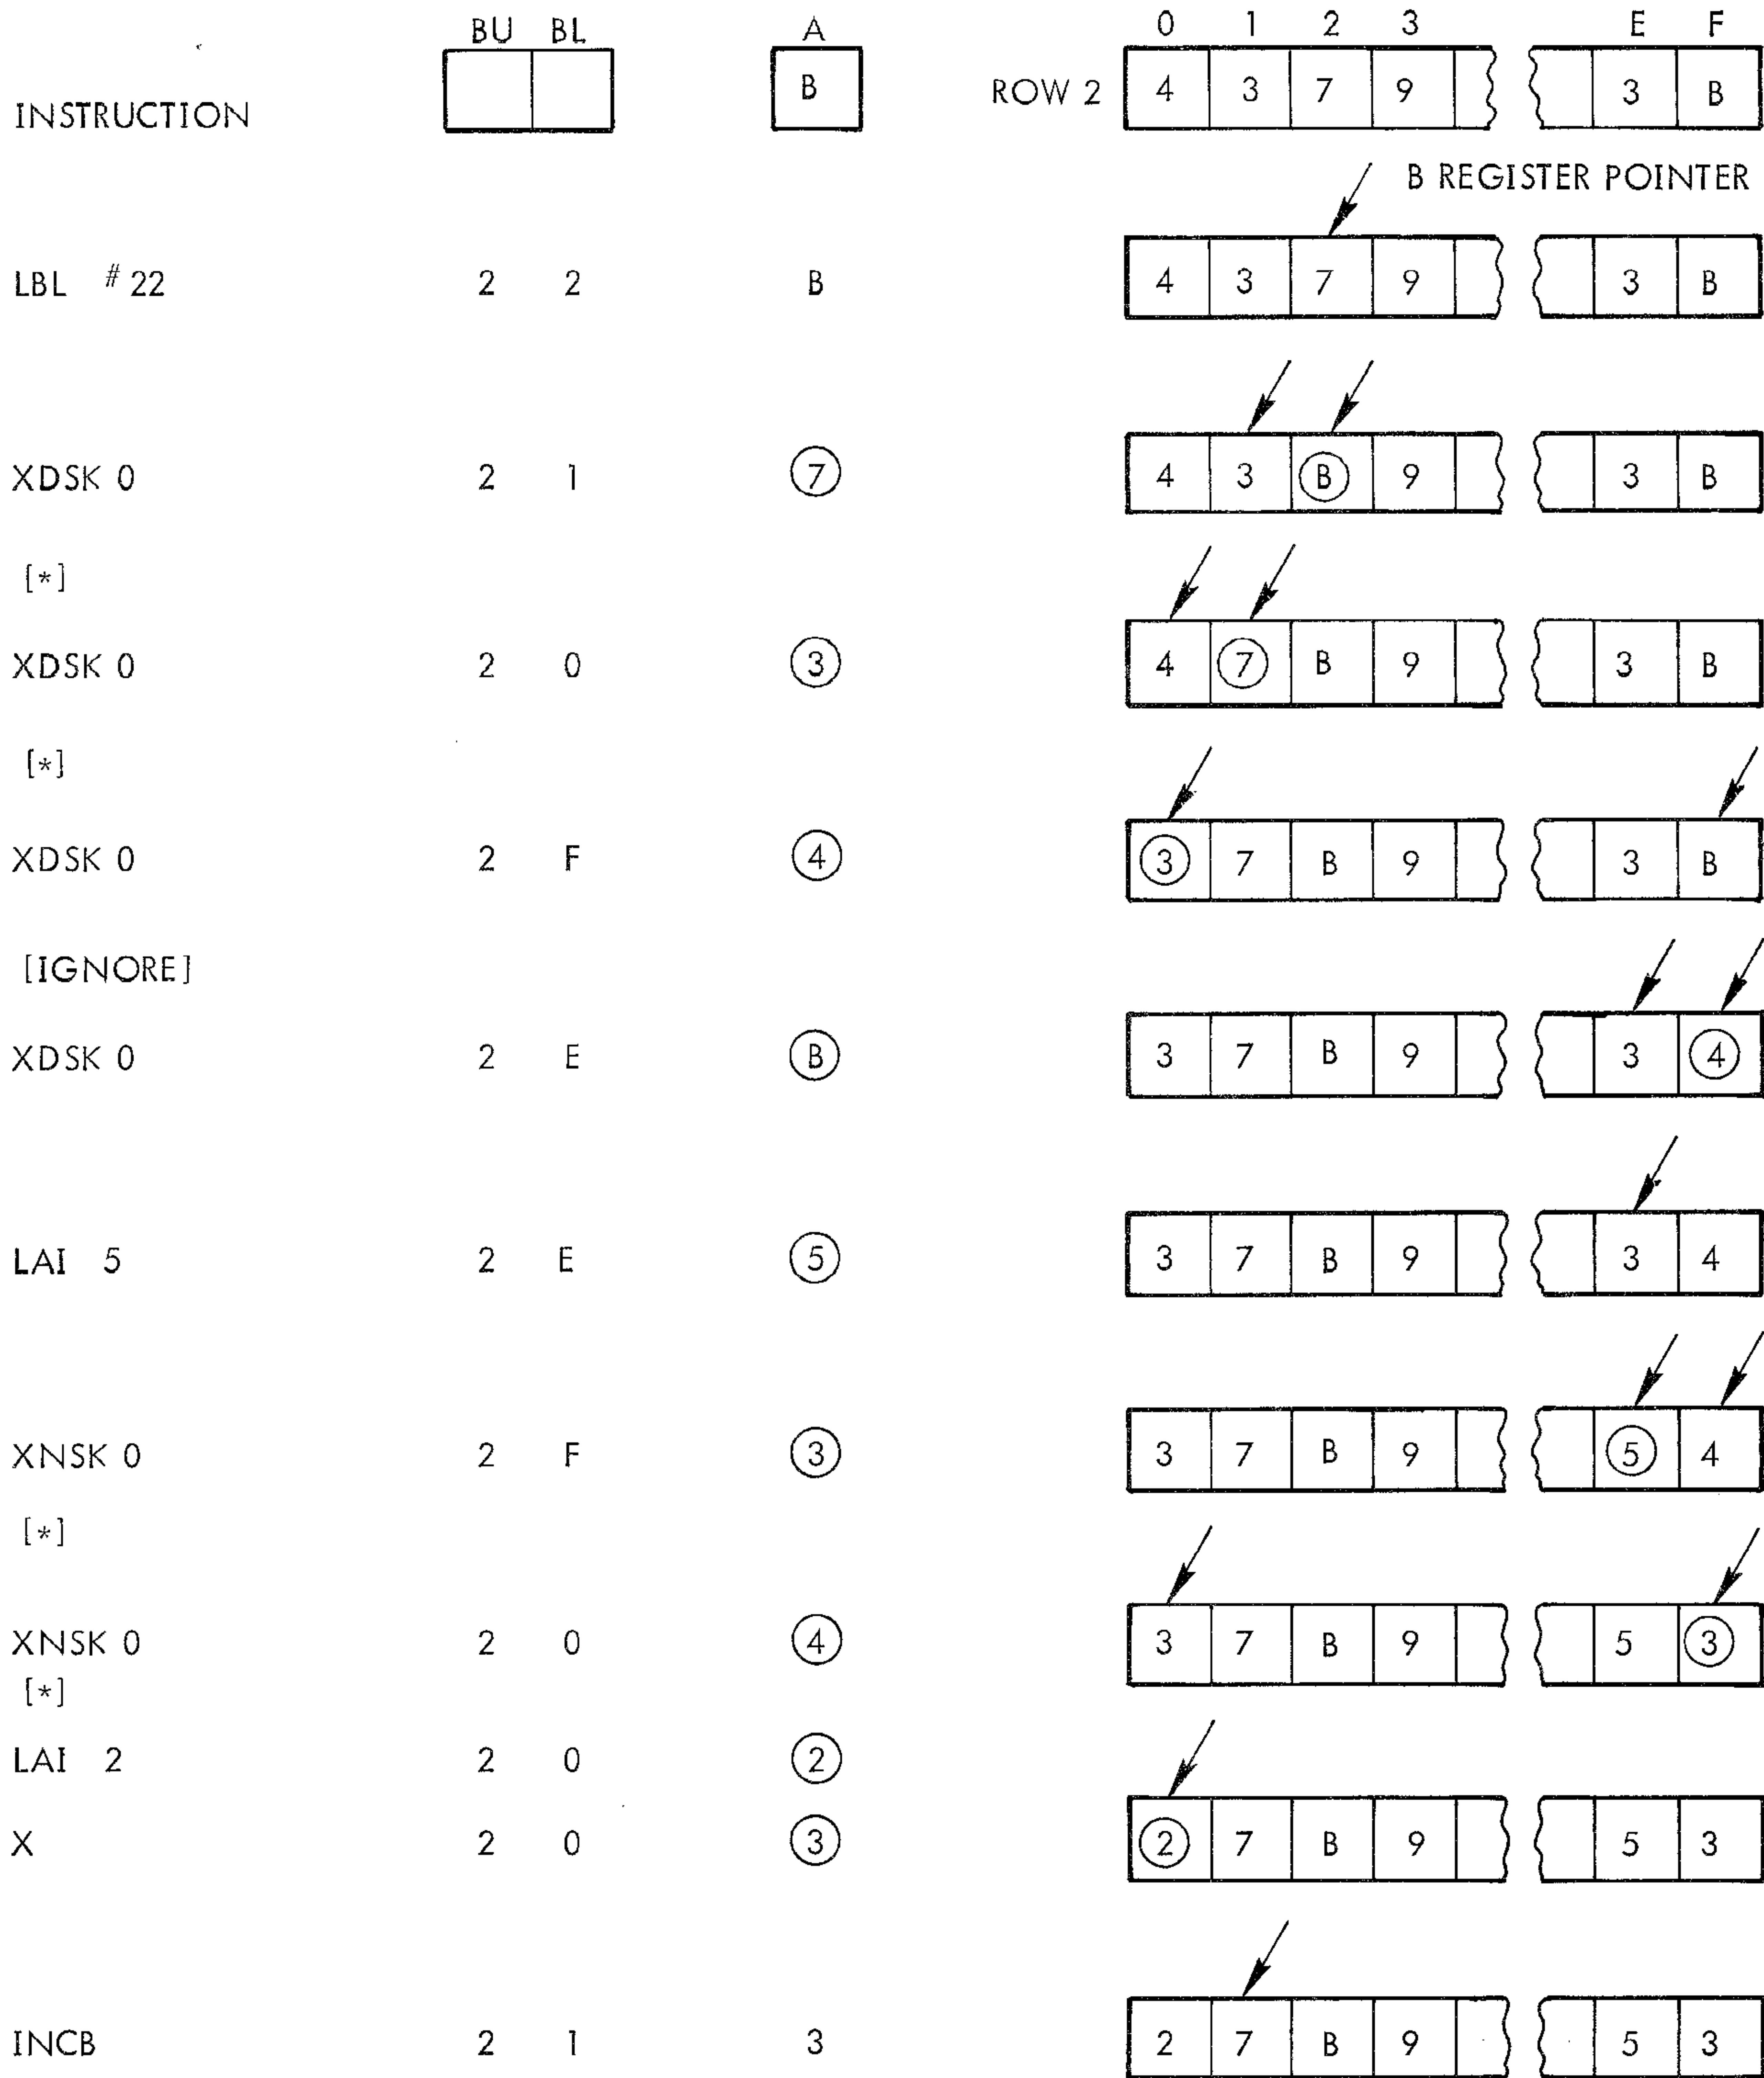 BU BL A 0 1 2 3 E F
INSTRUCTION B ROW 2 4 3 7 9 3 B
B REGISTER POINTER
LBL #22 2 2 B 4 3 7 9 3 B
XDSK 0 2 1 7 4 3 B 9 3 B
[*]
XDSK 0 2 0 3 4 7 B 9 3 B
[*]
XDSK 0 2 F 4 3 7 B 9 3 B
[IGNORE]
XDSK 0 2 E B 3 7 B 9 3 4
LAI 5 2 E 5 3 7 B 9 3 4
XNSK 0 2 F 3 3 7 B 9 5 4
[*]
XNSK 0 2 0 4 3 7 B 9 5 3
[*]
LAI 2 2 0 2
X 2 0 3 2 7 B 9 5 3
INCB 2 1 3 2 7 B 9 5 3